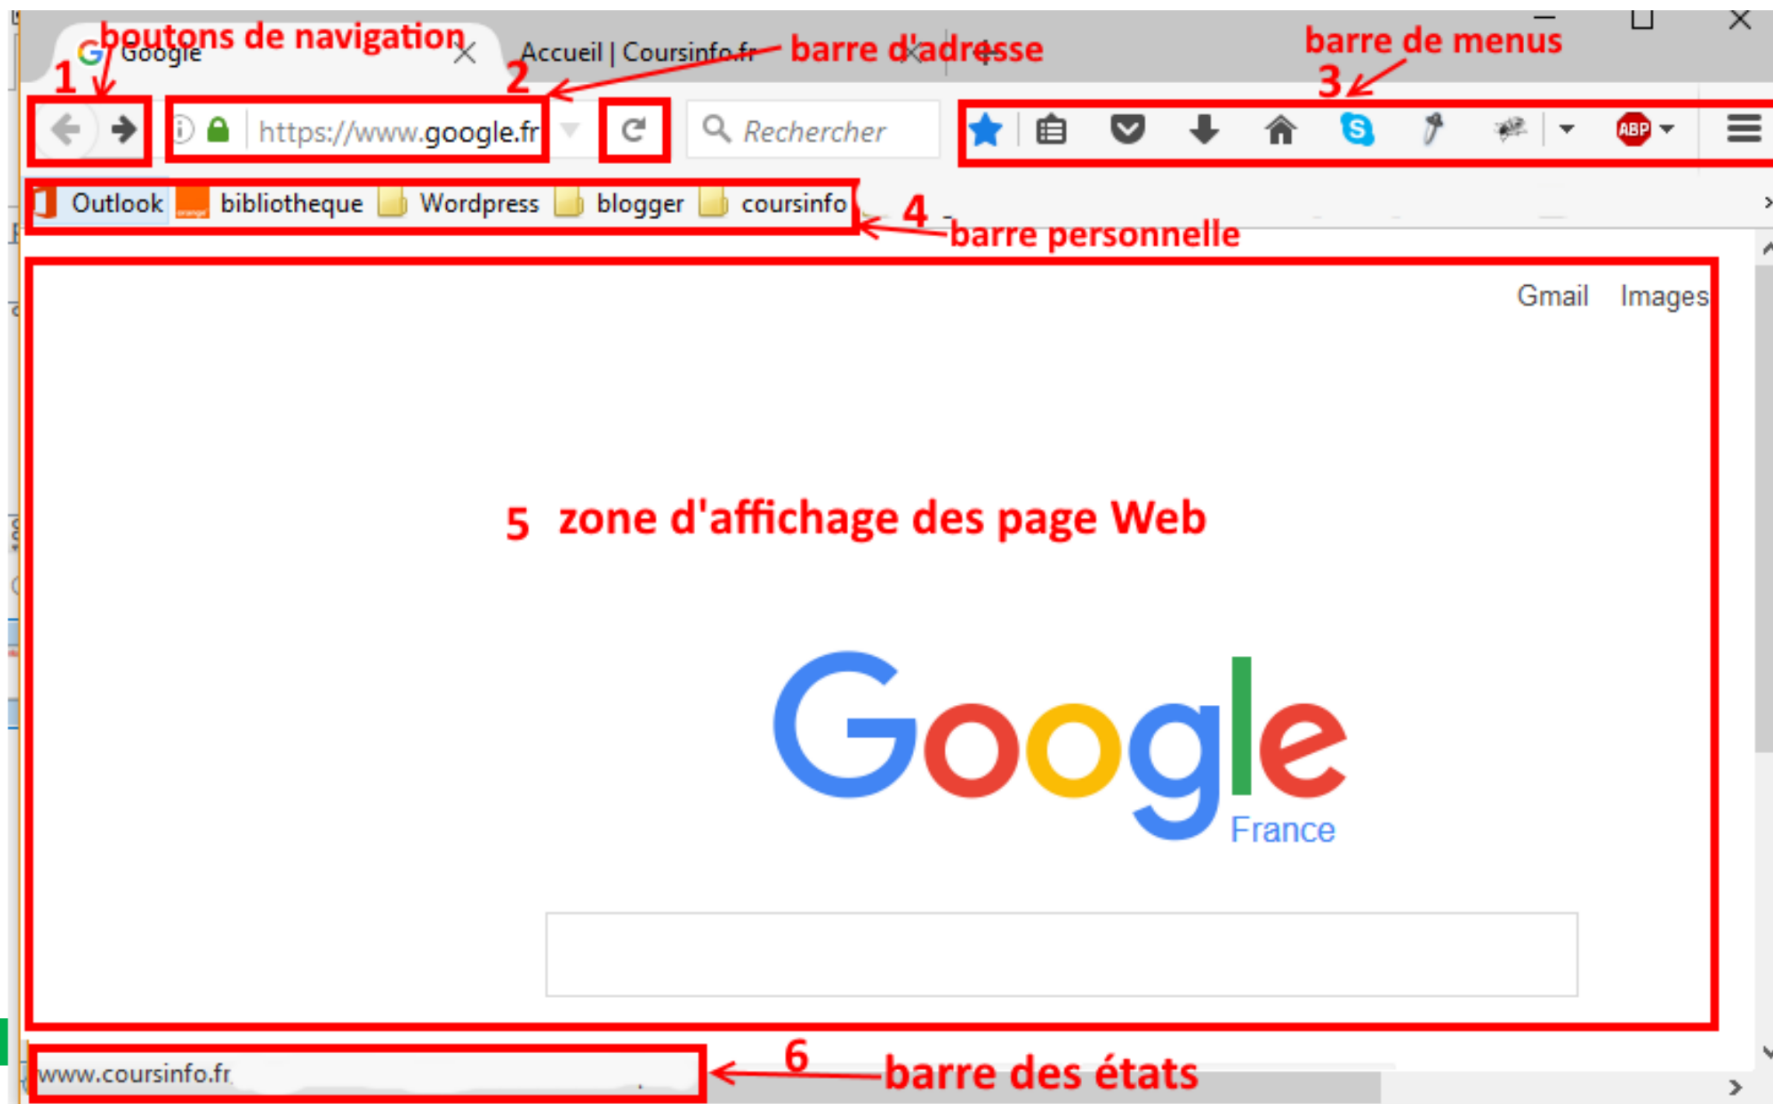 boutons de navigation
Google
Accueil | Coursinfo.fr
barre d'adresse
barre de menus
1
2
3
https://www.google.fr
Rechercher
ABP
Outlook
bibliotheque
Wordpress
blogger
coursinfo
4
barre personnelle
Gmail Images
5 zone d'affichage des page Web
Google
France
6
www.coursinfo.fr
barre des états